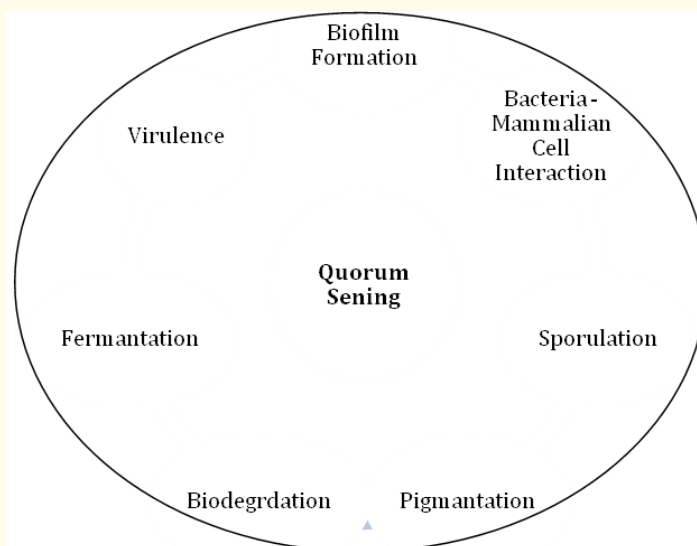 Biofilm
Formation
Bacteria-
Mammalian
Cell
Interaction
Virulence
Quorum
Sening
Fermantation
Sporulation
Biodegrdation
Pigmantation